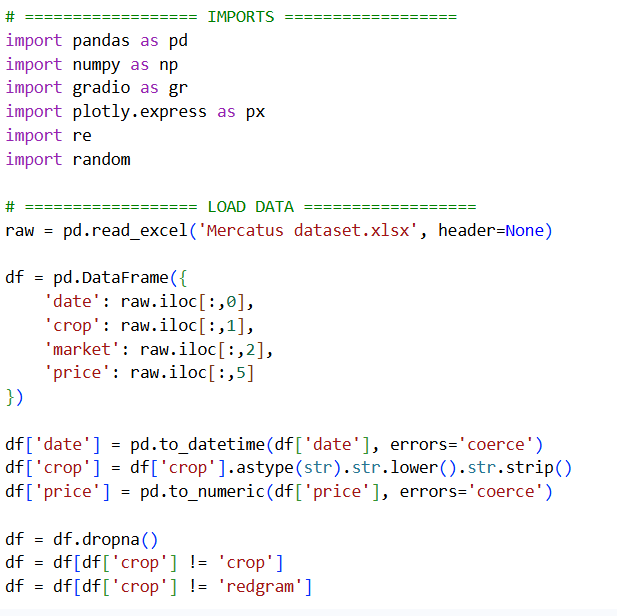 # ================== IMPORTS ==================
import pandas as pd
import numpy as np
import gradio as gr
import plotly.express as px
import re
import random
# ================== LOAD DATA ==================
raw = pd.read_excel('Mercatus dataset.xlsx', header=None)
df = pd.DataFrame({
    'date': raw.iloc[:,0],
    'crop': raw.iloc[:,1],
    'market': raw.iloc[:,2],
    'price': raw.iloc[:,5]
})
df['date'] = pd.to_datetime(df['date'], errors='coerce')
df['crop'] = df['crop'].astype(str).str.lower().str.strip()
df['price'] = pd.to_numeric(df['price'], errors='coerce')
df = df.dropna()
df = df[df['crop'] != 'crop']
df = df[df['crop'] != 'redgram']